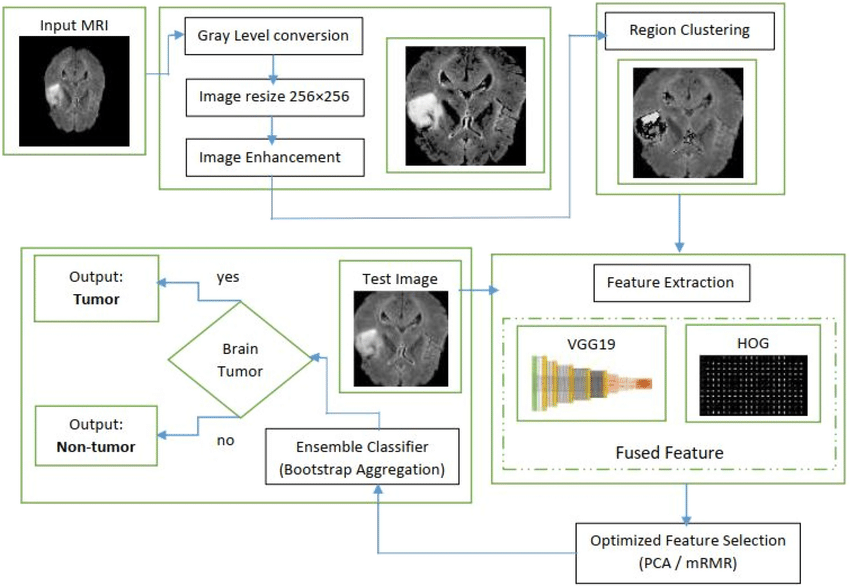 Input MRI
Gray Level conversion
Image resize 256×256
Image Enhancement
Region Clustering
Feature Extraction
VGG19
HOG
Fused Feature
Optimized Feature Selection
(PCA / mRMR)
Test Image
Ensemble Classifier
(Bootstrap Aggregation)
Brain
Tumor
yes
Output:
Tumor
no
Output:
Non-tumor